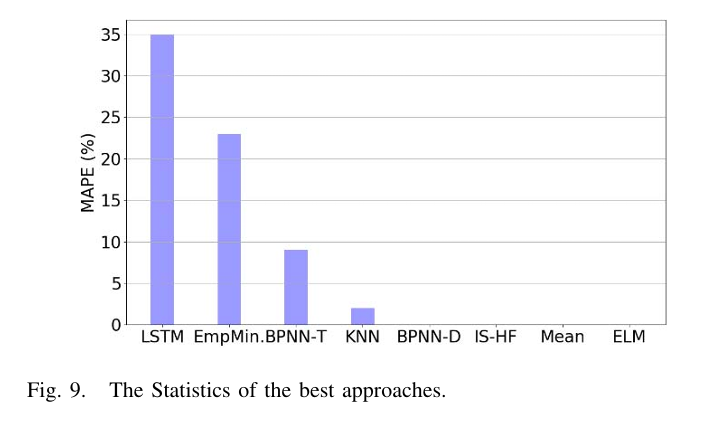 35
30
25
20
15
10
5
0
MAPE (%)
LSTM EmpMin. BPNN-T KNN BPNN-D IS-HF Mean ELM
Fig. 9. The Statistics of the best approaches.